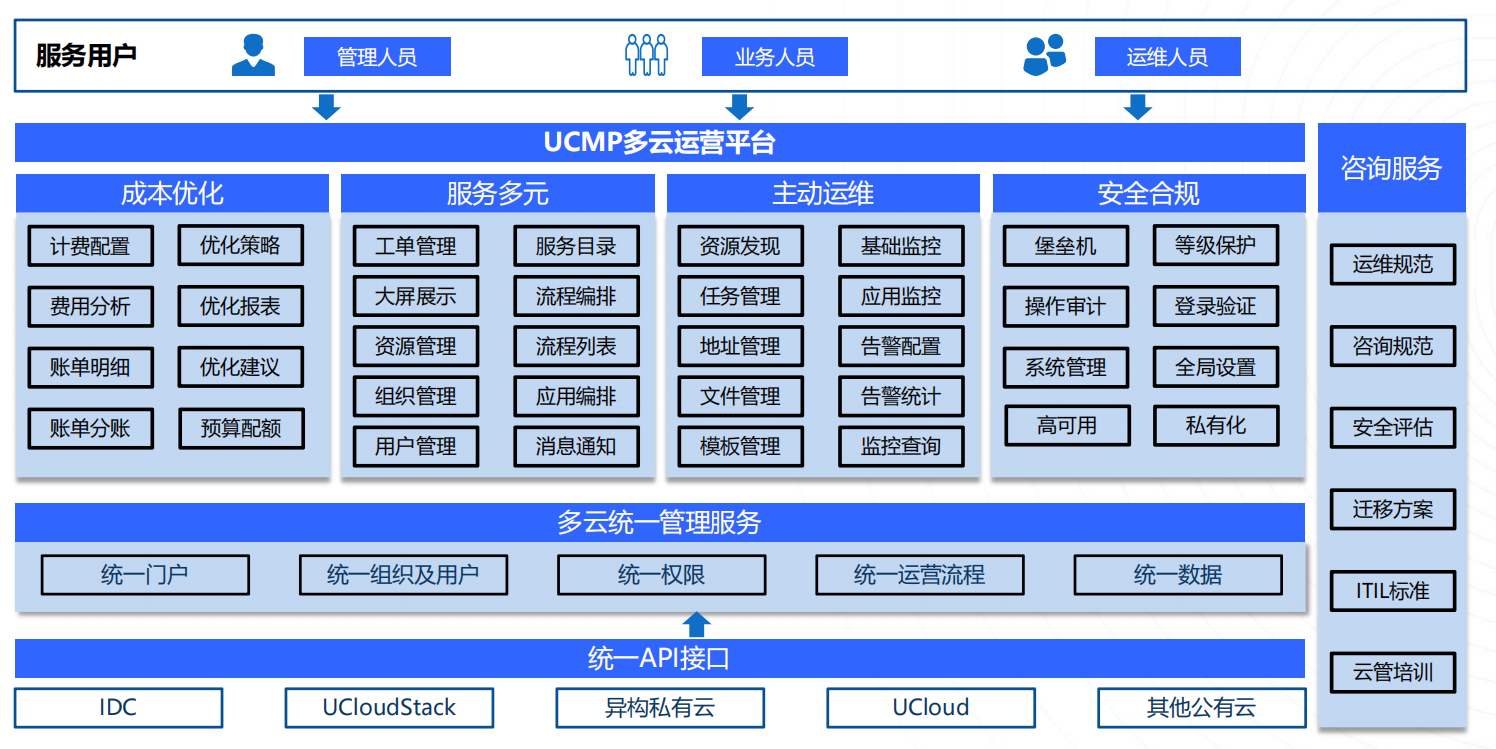 服务用户
管理人员
业务人员
运维人员
UCMP多云运营平台
咨询服务
成本优化
服务多元
主动运维
安全合规
计费配置
优化策略
费用分析
优化报表
账单明细
优化建议
账单分账
预算配额
工单管理
服务目录
大屏展示
流程编排
资源管理
流程列表
组织管理
应用编排
用户管理
消息通知
资源发现
基础监控
任务管理
应用监控
地址管理
告警配置
文件管理
告警统计
模板管理
监控查询
堡垒机
等级保护
操作审计
登录验证
系统管理
全局设置
高可用
私有化
运维规范
咨询规范
安全评估
迁移方案
ITIL标准
云管培训
多云统一管理服务
统一门户
统一组织及用户
统一权限
统一运营流程
统一数据
统一API接口
IDC
UCloudStack
异构私有云
UCloud
其他公有云